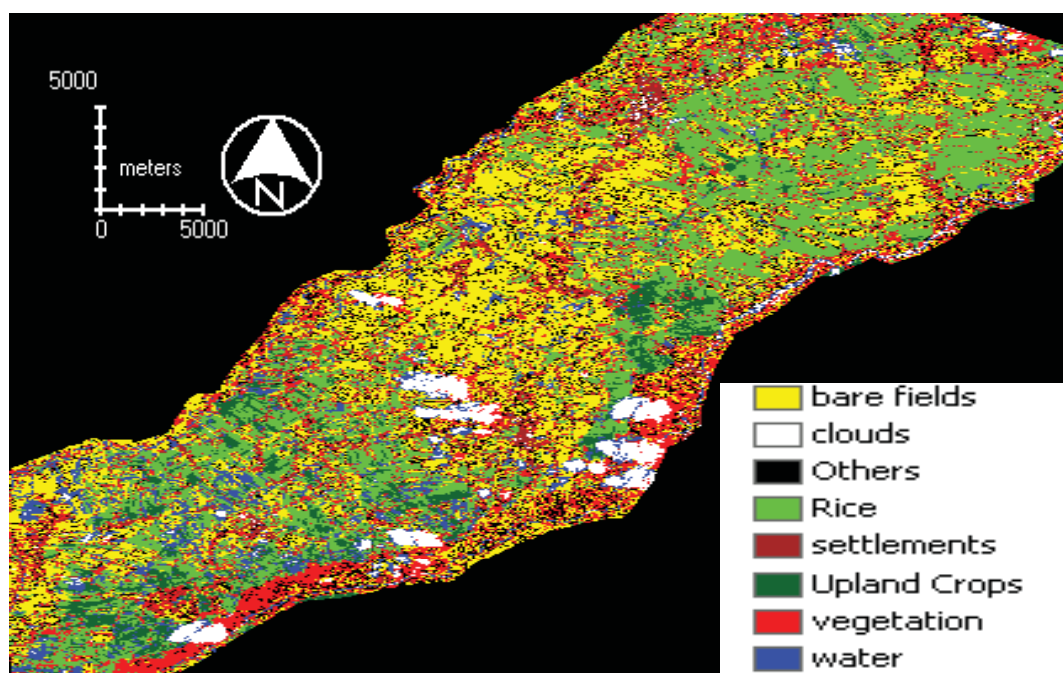 5000
meters
N
0 5000
bare fields
clouds
Others
Rice
settlements
Upland Crops
vegetation
water